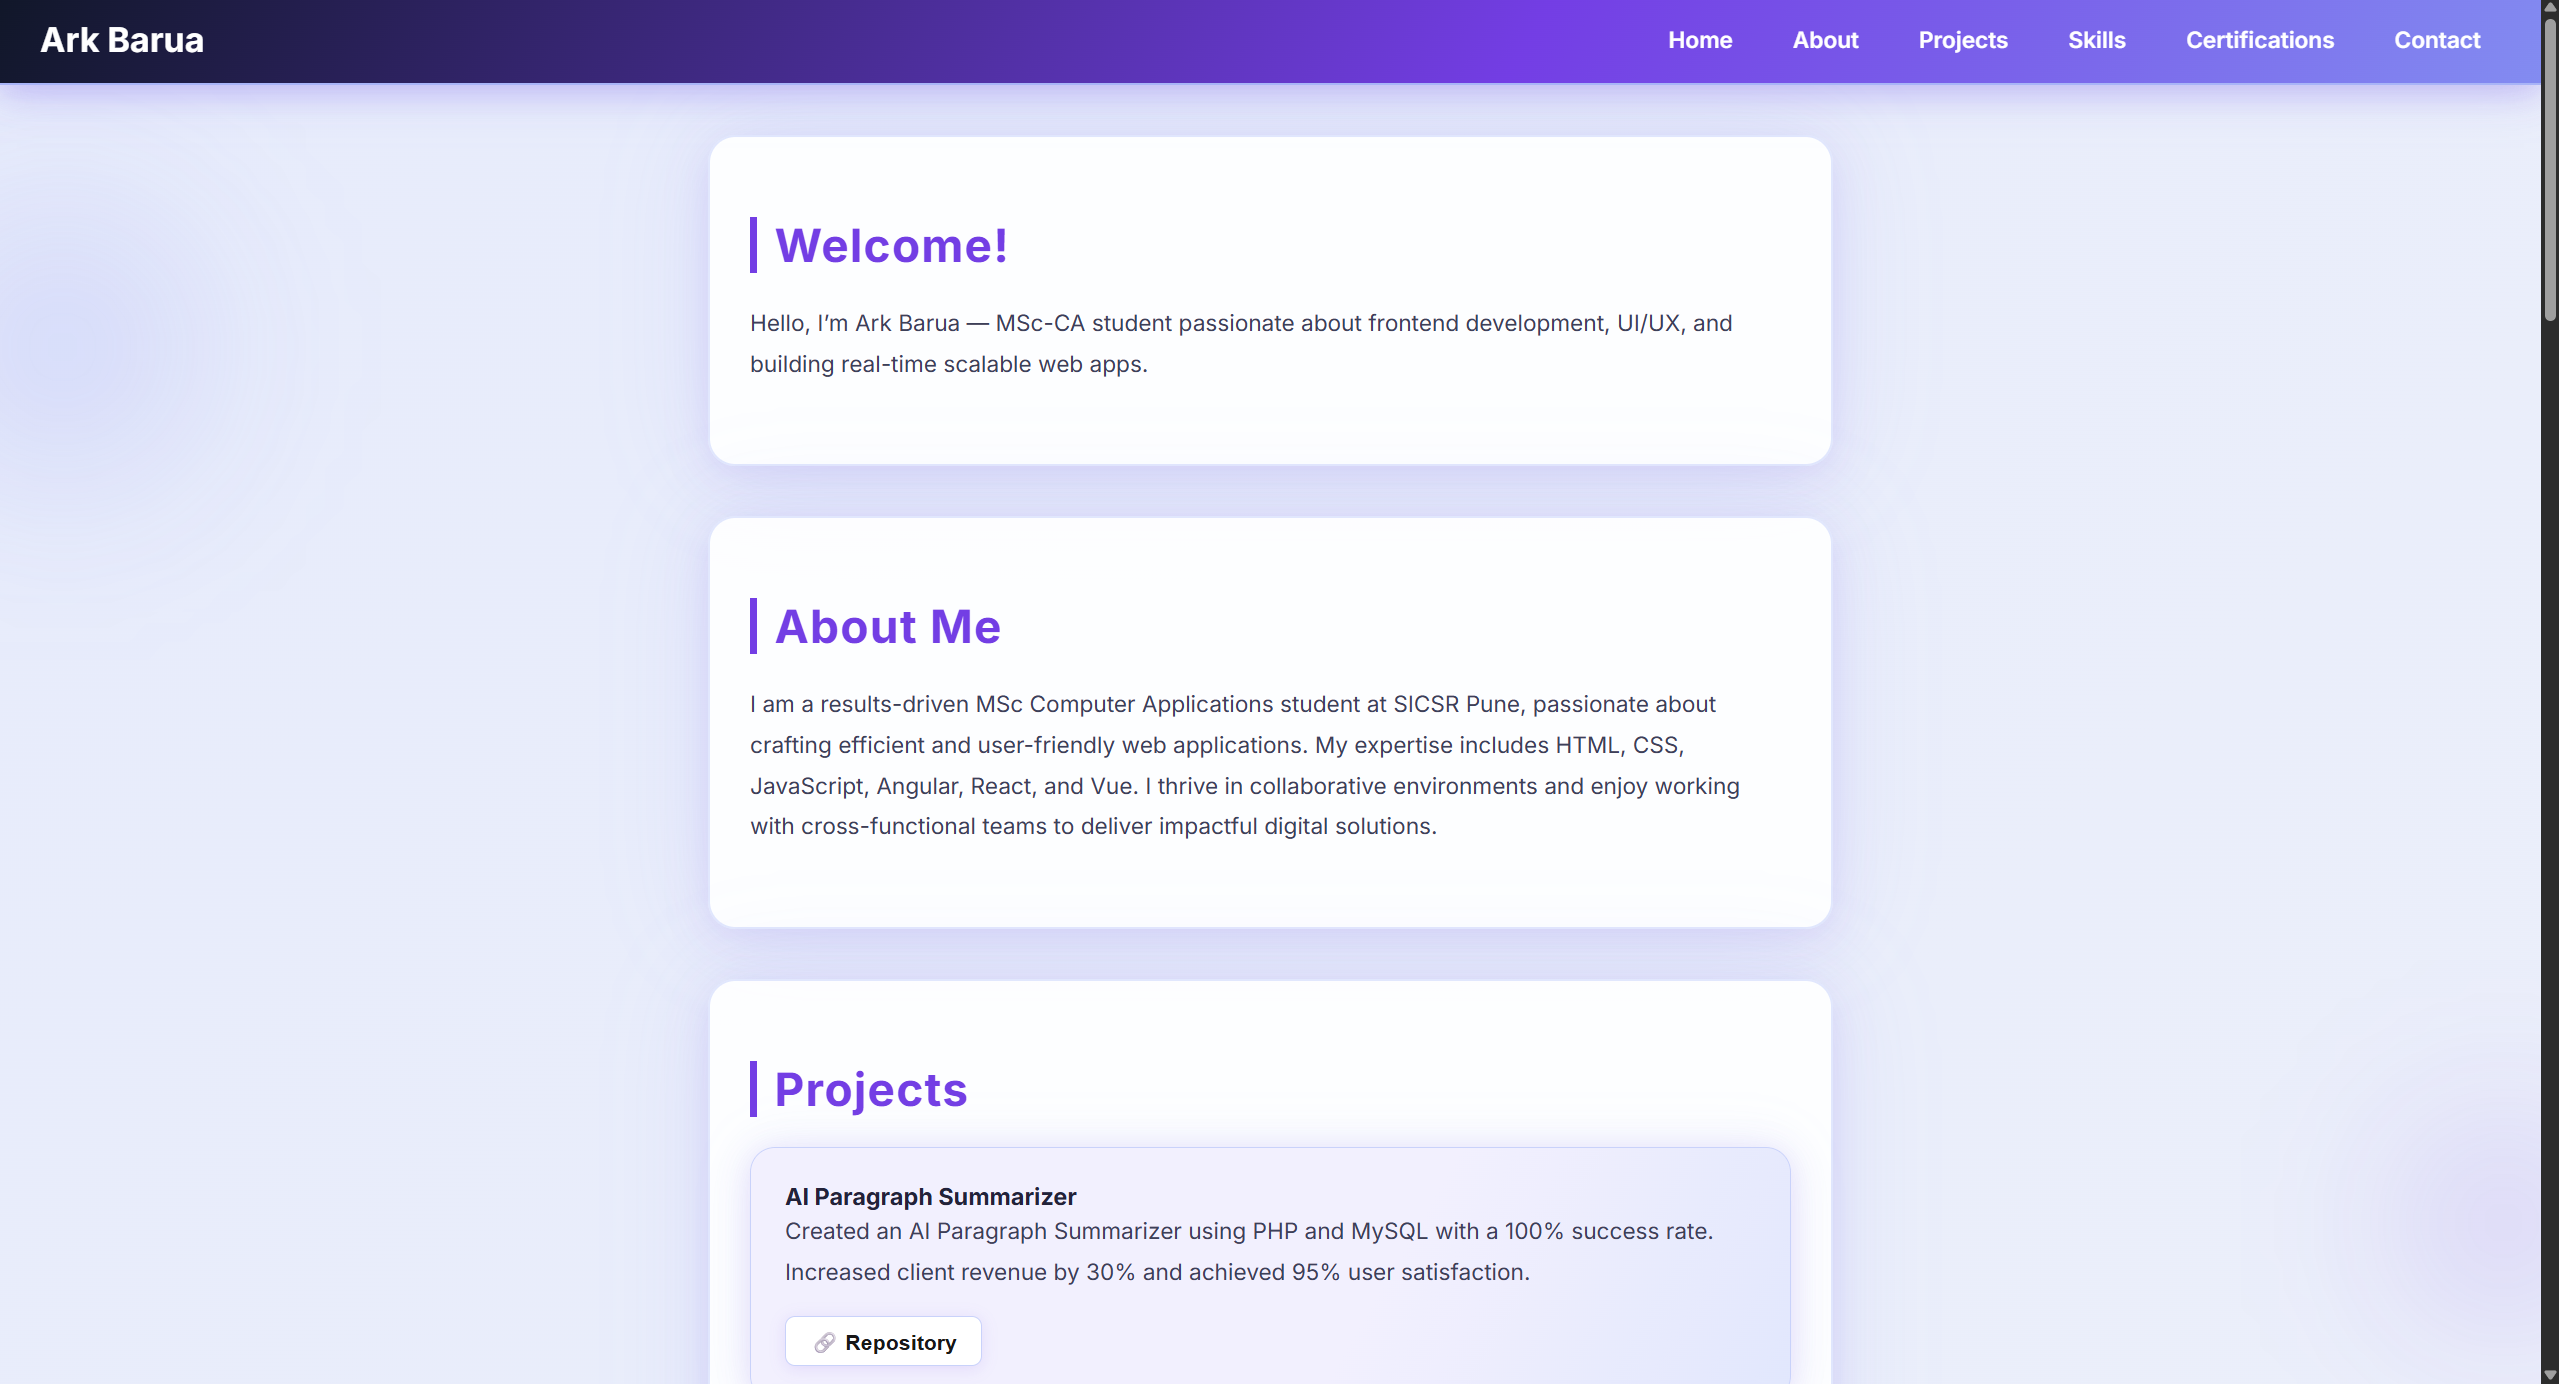 Ark Barua
Home About Projects Skills Certifications Contact
Welcome!
Hello, I’m Ark Barua — MSc-CA student passionate about frontend development, UI/UX, and
building real-time scalable web apps.
About Me
I am a results-driven MSc Computer Applications student at SICSR Pune, passionate about
crafting efficient and user-friendly web applications. My expertise includes HTML, CSS,
JavaScript, Angular, React, and Vue. I thrive in collaborative environments and enjoy working
with cross-functional teams to deliver impactful digital solutions.
Projects
AI Paragraph Summarizer
Created an AI Paragraph Summarizer using PHP and MySQL with a 100% success rate.
Increased client revenue by 30% and achieved 95% user satisfaction.
🔗 Repository